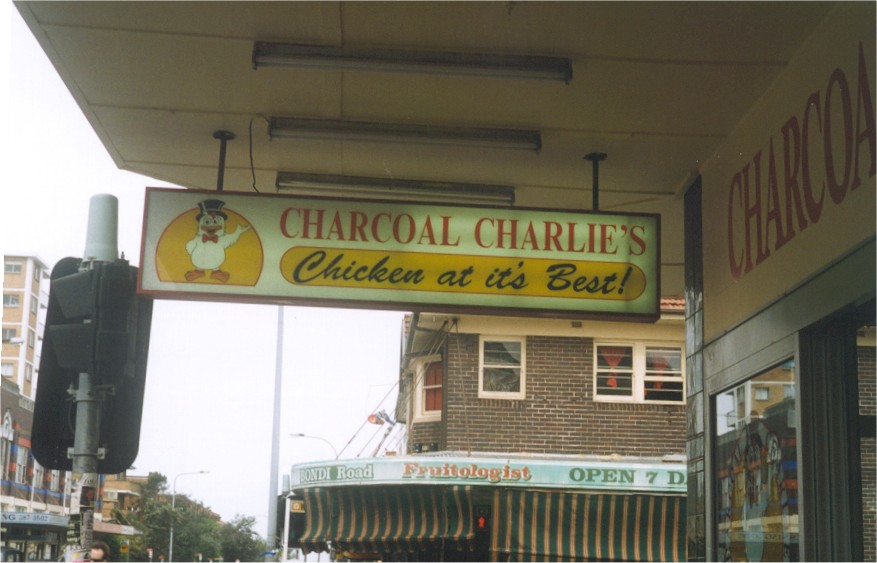 CHARCOAL CHARLIE'S
Chicken at it's Best!
CHARCOA
BONDI Road Fruitologist OPEN 7 D